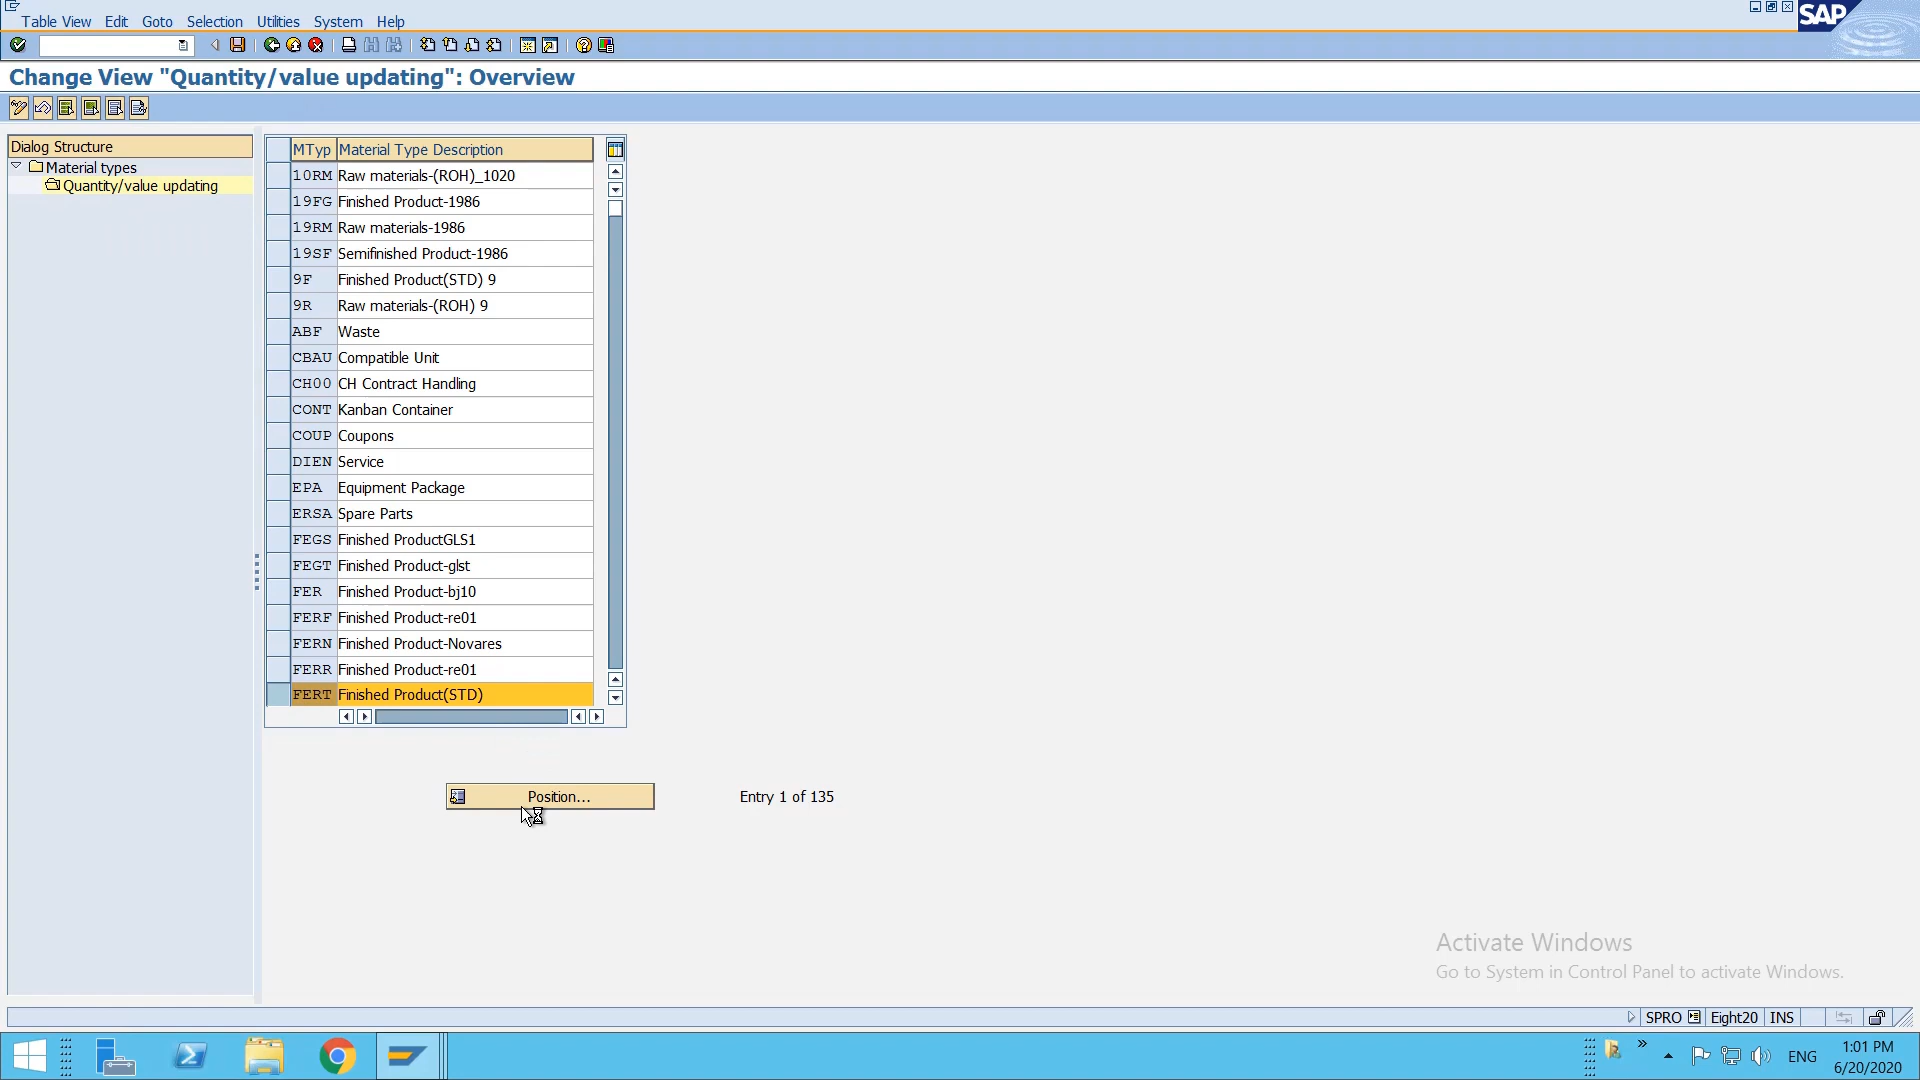 Table View Edit Goto Selection Utilities System Help
SAP
Change View "Quantity/value updating": Overview
Dialog Structure
Material types
Quantity/value updating
MTyp Material Type Description
10RM Raw materials-(ROH)_1020
19FG Finished Product-1986
19RM Raw materials-1986
19SF Semifinished Product-1986
9F Finished Product(STD) 9
9R Raw materials-(ROH) 9
ABF Waste
CBAU Compatible Unit
CH00 CH Contract Handling
CONT Kanban Container
COUP Coupons
DIEN Service
EPA Equipment Package
ERSA Spare Parts
FEGS Finished ProductGLS1
FEGT Finished Product-glst
FER Finished Product-bj10
FERF Finished Product-re01
FERN Finished Product-Novares
FERR Finished Product-re01
FERT Finished Product(STD)
Position... Entry 1 of 135
Activate Windows
Go to System in Control Panel to activate Windows.
SPRO Eight20 INS
ENG
1:01 PM
6/20/2020